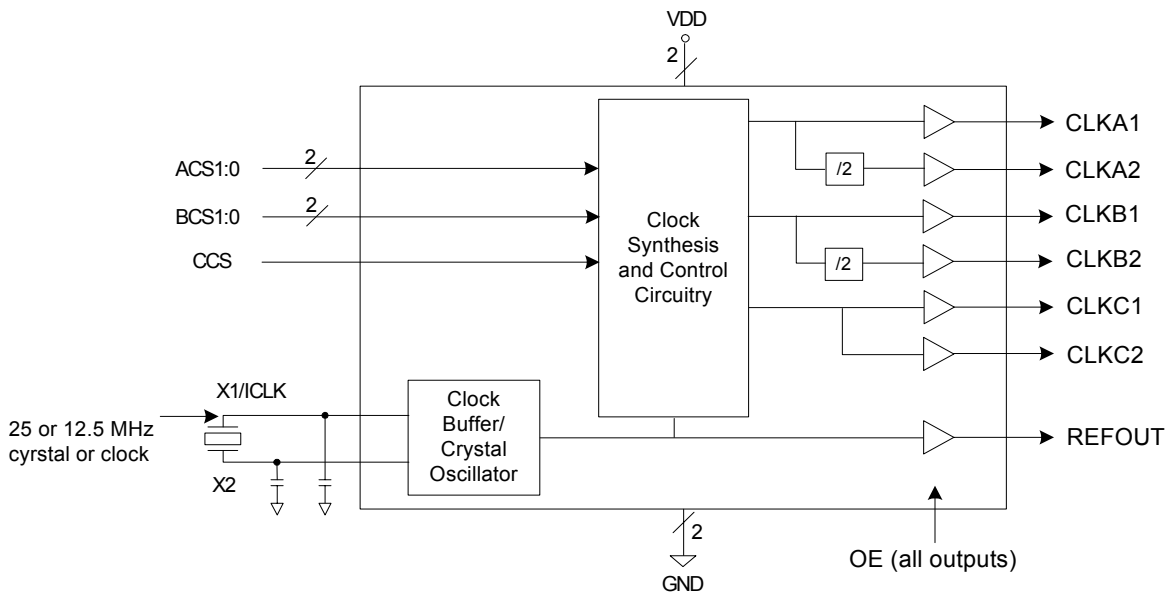 VDD
2
ACS1:0
2
BCS1:0
2
CCS
Clock
Synthesis
and Control
Circuitry
/2
/2
CLKA1
CLKA2
CLKB1
CLKB2
CLKC1
CLKC2
X1/ICLK
25 or 12.5 MHz
cyrstal or clock
X2
Clock
Buffer/
Crystal
Oscillator
REFOUT
2
GND
OE (all outputs)